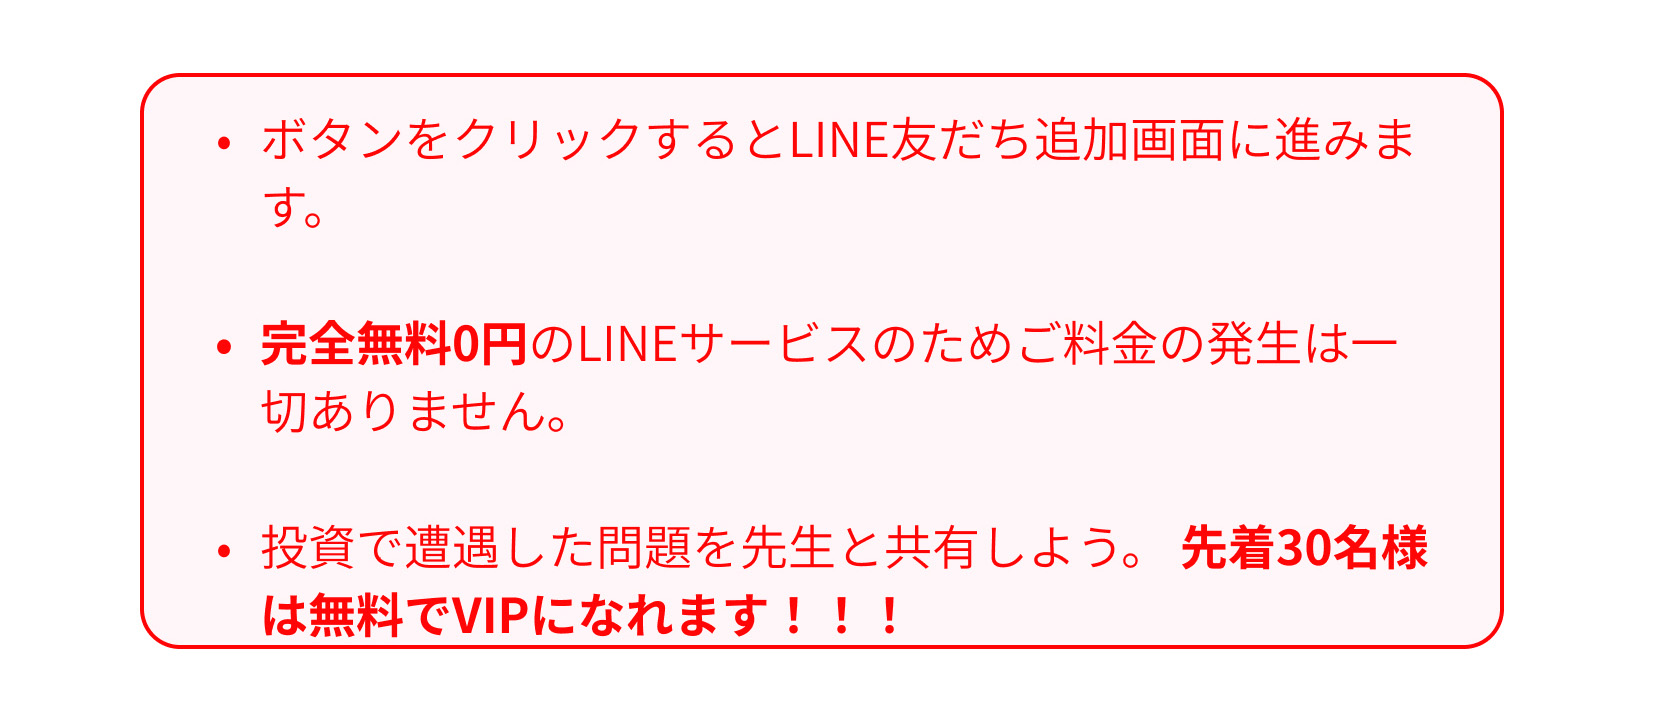 • ボタンをクリックするとLINE友だち追加画面に進みま
す。
• 完全無料0円のLINEサービスのためご料金の発生は一
切ありません。
• 投資で遭遇した問題を先生と共有しよう。 先着30名様
は無料でVIPになれます！！！